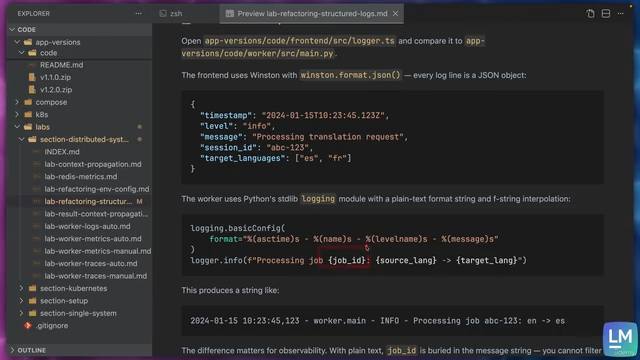 EXPLORER
CODE
app-versions
code
README.md
v1.1.0.zip
v1.2.0.zip
compose
k8s
labs
section-distributed-sy...
INDEX.md
lab-context-propagation.md
lab-redis-metrics.md
lab-refactoring-env-config.md
lab-refactoring-structur...
lab-result-context-propagat...
lab-worker-logs-auto.md
lab-worker-metrics-auto.md
lab-worker-metrics-manual.md
lab-worker-traces-auto.md
lab-worker-traces-manual.md
section-kubernetes
section-setup
section-single-system
.gitignore
OUTLINE
zsh
Preview lab-refactoring-structured-logs.md
Open app-versions/code/frontend/src/logger.ts and compare it to app-
versions/code/worker/src/main.py.
The frontend uses Winston with winston.format.json() — every log line is a JSON object:
{
"timestamp": "2024-01-15T10:23:45.123Z",
"level": "info",
"message": "Processing translation request",
"session_id": "abc-123",
"target_languages": ["es", "fr"]
}
The worker uses Python's stdlib logging module with a plain-text format string and f-string interpolation:
logging.basicConfig(
format="%(asctime)s - %(name)s - %(levelname)s - %(message)s"
)
logger.info(f"Processing job {job_id}: {source_lang} -> {target_lang}")
This produces a string like:
2024-01-15 10:23:45,123 - worker.main - INFO - Processing job abc-123: en -> es
The difference matters for observability. With plain text, job_id is buried in the message string — you cannot filter
LM
udemy